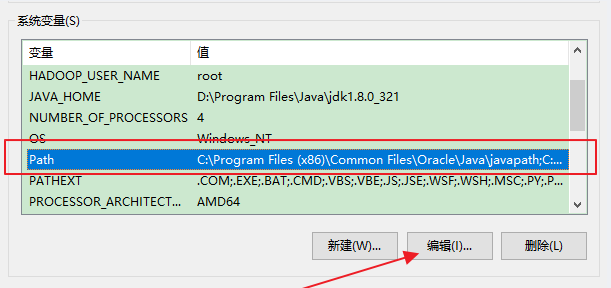 系统变量(S)
变量 值
HADOOP_USER_NAME root
JAVA_HOME D:\Program Files\Java\jdk1.8.0_321
NUMBER_OF_PROCESSORS 4
OS Windows_NT
Path C:\Program Files (x86)\Common Files\Oracle\Java\javapath;C:...
PATHEXT .COM;.EXE;.BAT;.CMD;.VBS;.VBE;.JS;.JSE;.WSF;.WSH;.MSC;.PY;.P...
PROCESSOR_ARCHITECT... AMD64
新建(W)... 编辑(I)... 删除(L)